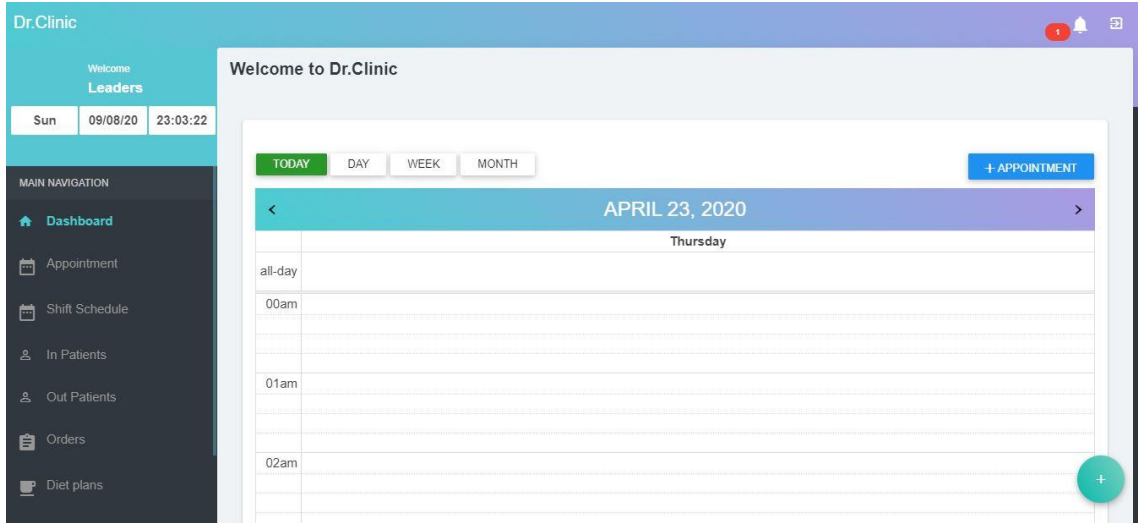 Dr.Clinic
1
Welcome
Leaders
Sun 09/08/20 23:03:22
MAIN NAVIGATION
Dashboard
Appointment
Shift Schedule
In Patients
Out Patients
Orders
Diet plans
Welcome to Dr.Clinic
TODAY DAY WEEK MONTH + APPOINTMENT
< APRIL 23, 2020 >
Thursday
all-day
00am
01am
02am
+